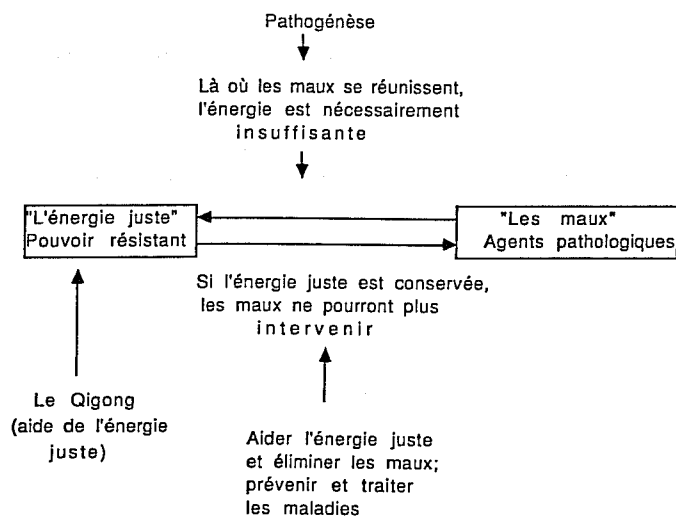 Pathogénèse
Là où les maux se réunissent,
l'énergie est nécessairement
insuffisante
"L'énergie juste"
Pouvoir résistant
"Les maux"
Agents pathologiques
Si l'énergie juste est conservée,
les maux ne pourront plus
intervenir
Le Qigong
(aide de l'énergie
juste)
Aider l'énergie juste
et éliminer les maux;
prévenir et traiter
les maladies